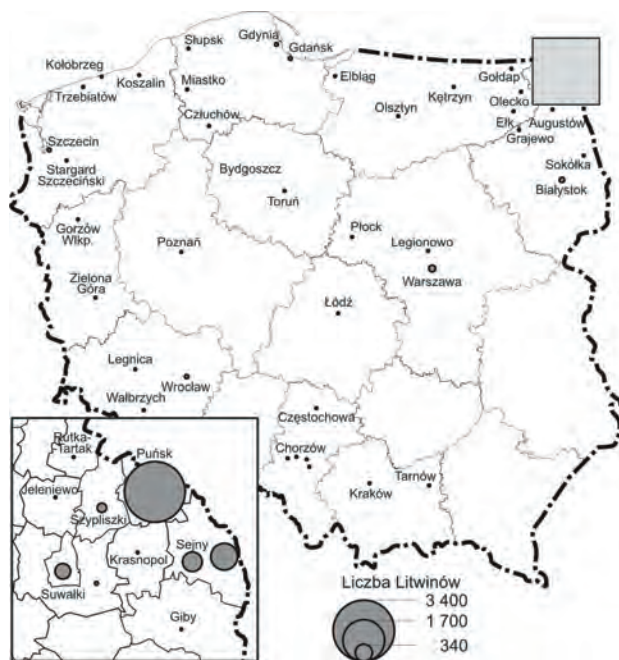 Słupsk
Gdynia
Gdańsk
Kołobrzeg
Koszalin
Trzebiatów
Miastko
Człuchów
Elbląg
Kętrzyn
Olsztyn
Gołdap
Olecko
Ełk
Augustów
Grajewo
Szczecin
Stargard
Szczeciński
Sokółka
Białystok
Bydgoszcz
Toruń
Gorzów
Wlkp.
Poznań
Płock
Legionowo
Warszawa
Zielona
Góra
Łódź
Legnica
Wrocław
Wałbrzych
Częstochowa
Chorzów
Kraków
Tarnów
Rutka-
Tartak
Puńsk
Jeleniewo
Szypliszki
Krasnopol
Sejny
Suwałki
Giby
Liczba Litwinów
3 400
1 700
340